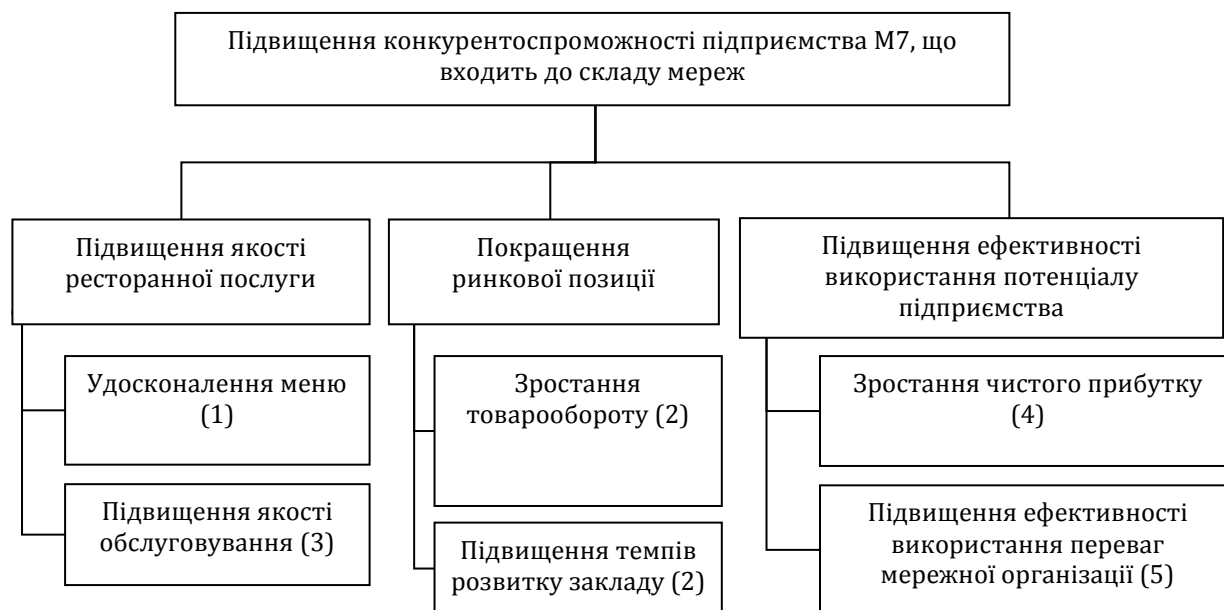 Підвищення конкурентоспроможності підприємства М7, що
входить до складу мереж
Підвищення якості
ресторанної послуги
Покращення
ринкової позиції
Підвищення ефективності
використання потенціалу
підприємства
Удосконалення меню
(1)
Зростання
товарообороту (2)
Зростання чистого прибутку
(4)
Підвищення якості
обслуговування (3)
Підвищення темпів
розвитку закладу (2)
Підвищення ефективності
використання переваг
мережної організації (5)